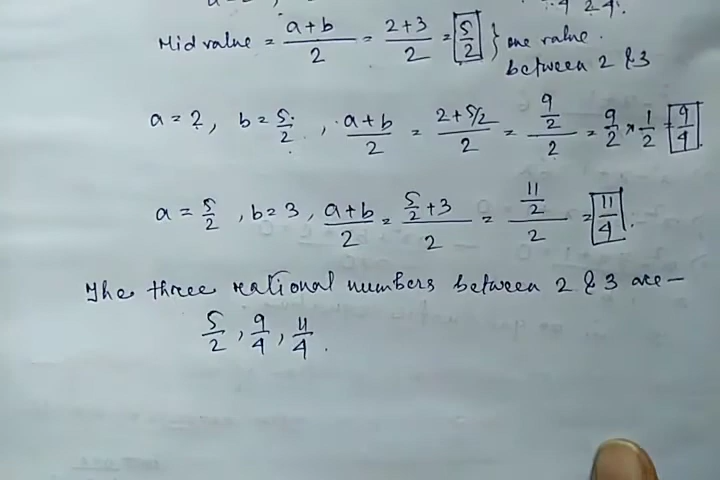 Mid value = a+b/2 = 2+3/2 = 5/2 } one value between 2 & 3
a = 2, b = 5/2, a+b/2 = 2+5/2/2 = 9/2/2 = 9/2 × 1/2 = 9/4
a = 5/2, b = 3, a+b/2 = 5/2+3/2 = 11/2/2 = 11/4.
The three rational numbers between 2 & 3 are –
5/2, 9/4, 11/4.